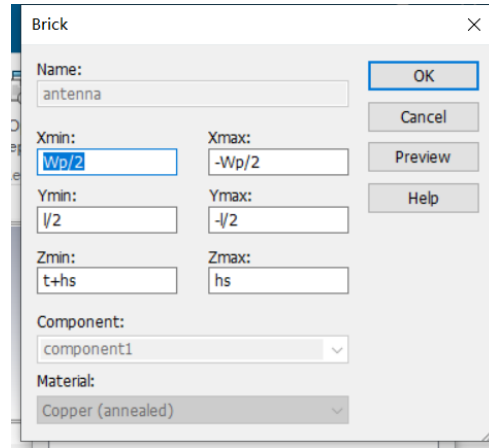 Brick
Name:
antenna
OK
Cancel
Xmin:
Xmax:
Wp/2
-Wp/2
Preview
Ymin:
Ymax:
Help
l/2
-l/2
Zmin:
Zmax:
t+hs
hs
Component:
component1
Material:
Copper (annealed)